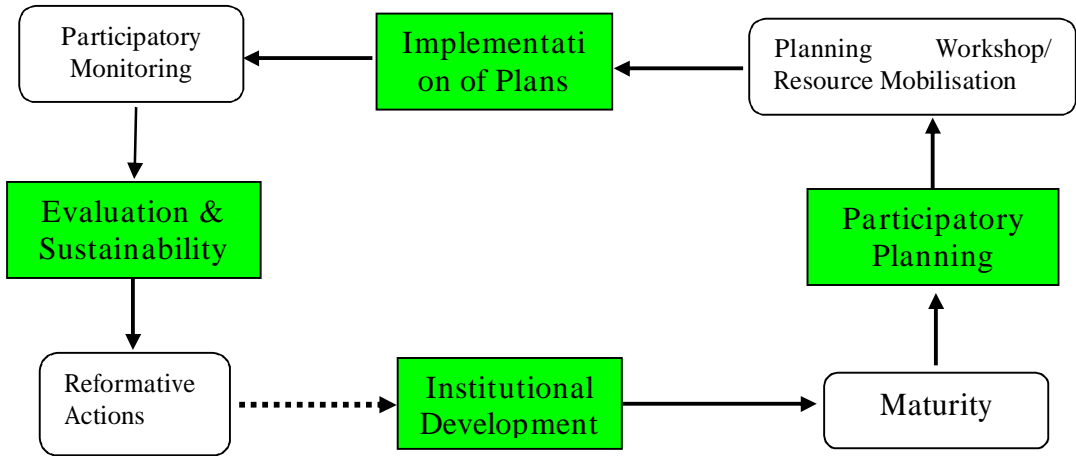 Participatory
Monitoring
Implementati
on of Plans
Planning Workshop/
Resource Mobilisation
Evaluation &
Sustainability
Participatory
Planning
Reformative
Actions
Institutional
Development
Maturity